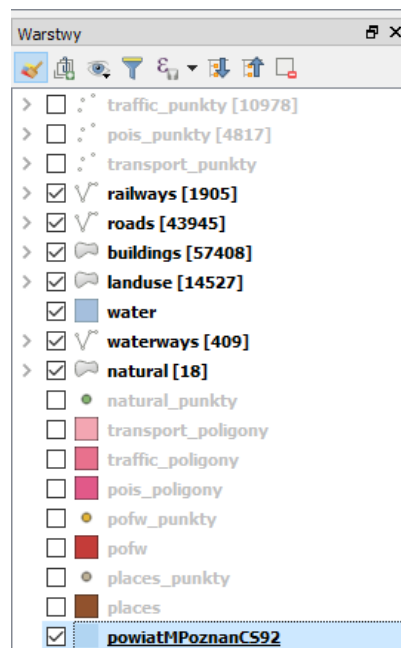 Warstwy
traffic_punkty [10978]
pois_punkty [4817]
transport_punkty
railways [1905]
roads [43945]
buildings [57408]
landuse [14527]
water
waterways [409]
natural [18]
natural_punkty
transport_poligony
traffic_poligony
pois_poligony
pofw_punkty
pofw
places_punkty
places
powiatMPoznanCS92